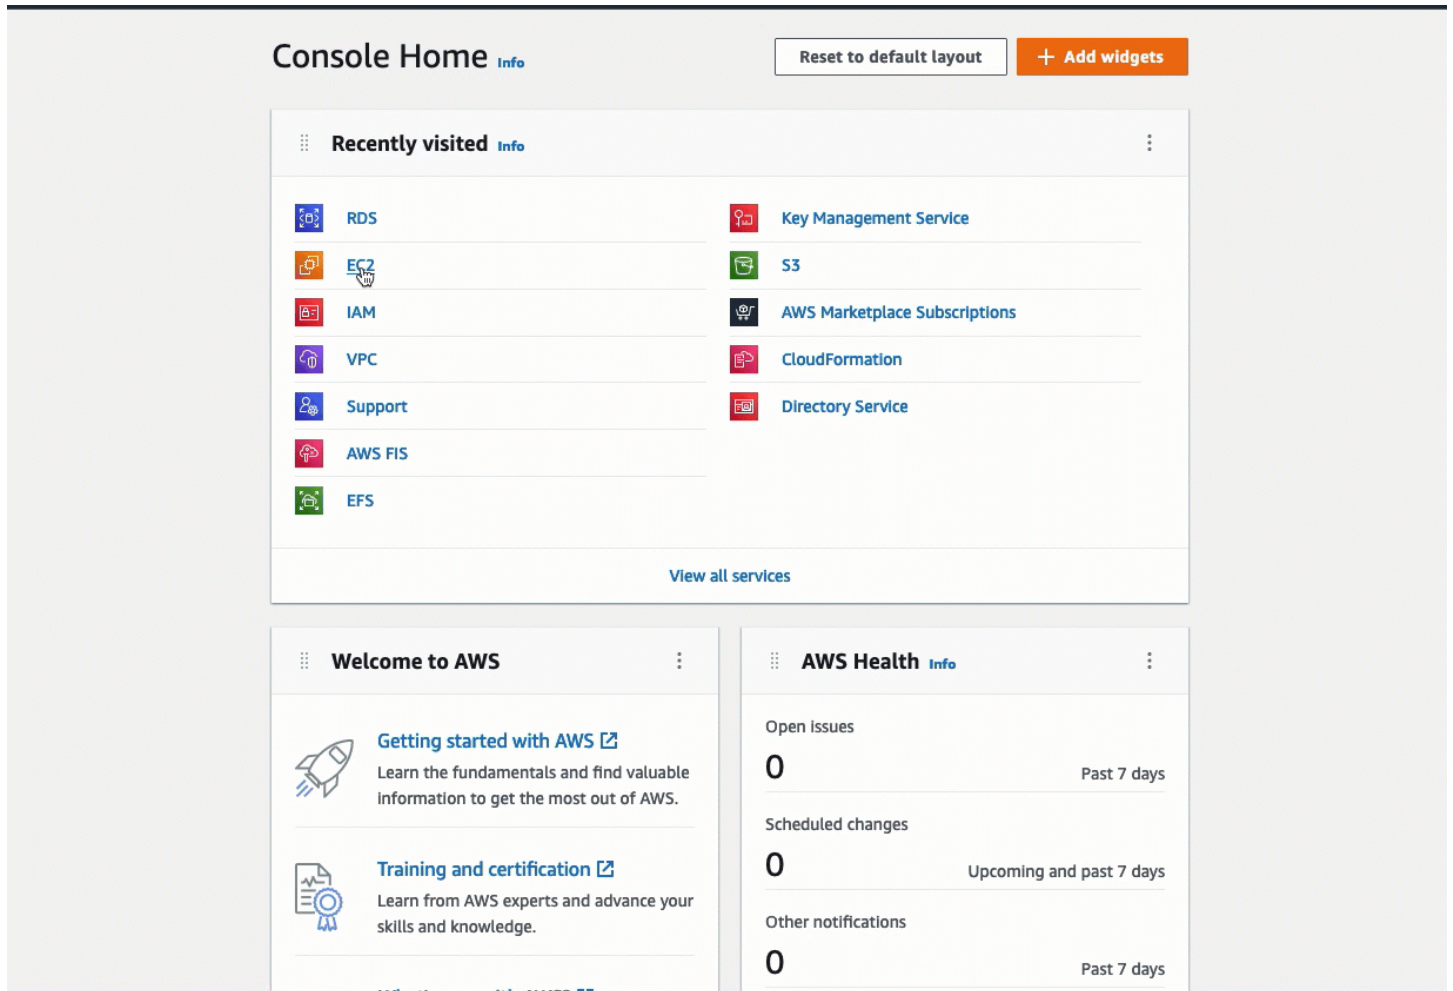 Console Home Info
Reset to default layout
Add widgets
Recently visited Info
RDS
EC2
IAM
VPC
Support
AWS FIS
EFS
Key Management Service
S3
AWS Marketplace Subscriptions
CloudFormation
Directory Service
View all services
Welcome to AWS
Getting started with AWS
Learn the fundamentals and find valuable
information to get the most out of AWS.
Training and certification
Learn from AWS experts and advance your
skills and knowledge.
AWS Health Info
Open issues
0
Past 7 days
Scheduled changes
0
Upcoming and past 7 days
Other notifications
0
Past 7 days